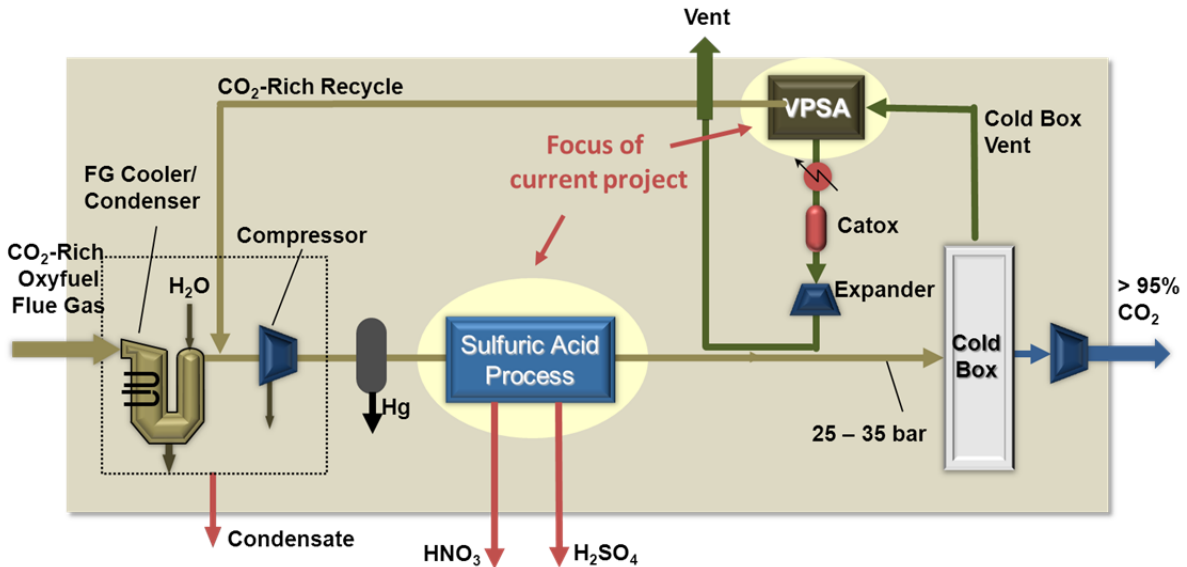 Vent
CO₂-Rich Recycle
VPSA
Cold Box
Vent
Focus of
current project
FG Cooler/
Condenser
Compressor
Catox
CO₂-Rich
Oxyfuel
Flue Gas
H₂O
Expander
> 95%
CO₂
Sulfuric Acid
Process
Cold
Box
Hg
25 – 35 bar
Condensate
HNO₃
H₂SO₄